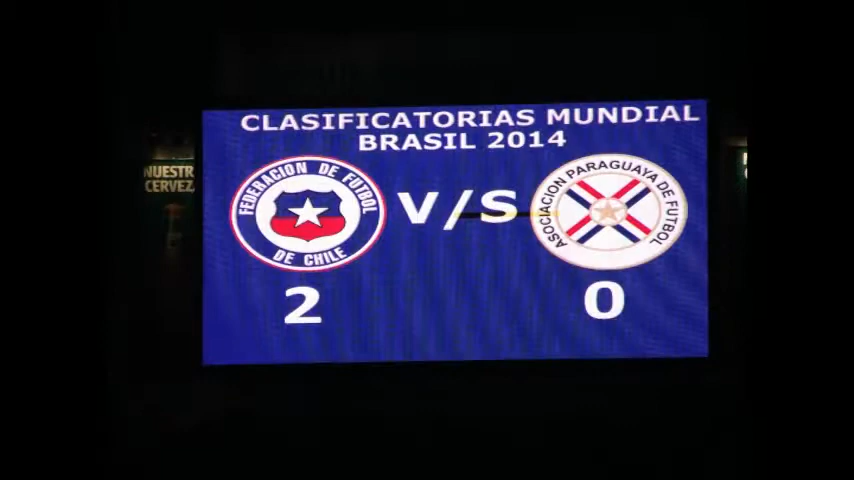 CLASIFICATORIAS MUNDIAL
BRASIL 2014
NUESTR
CERVEZ
FEDERACION DE FUTBOL
DE CHILE
V/S
ASOCIACION PARAGUAYA DE FUTBOL
2
0